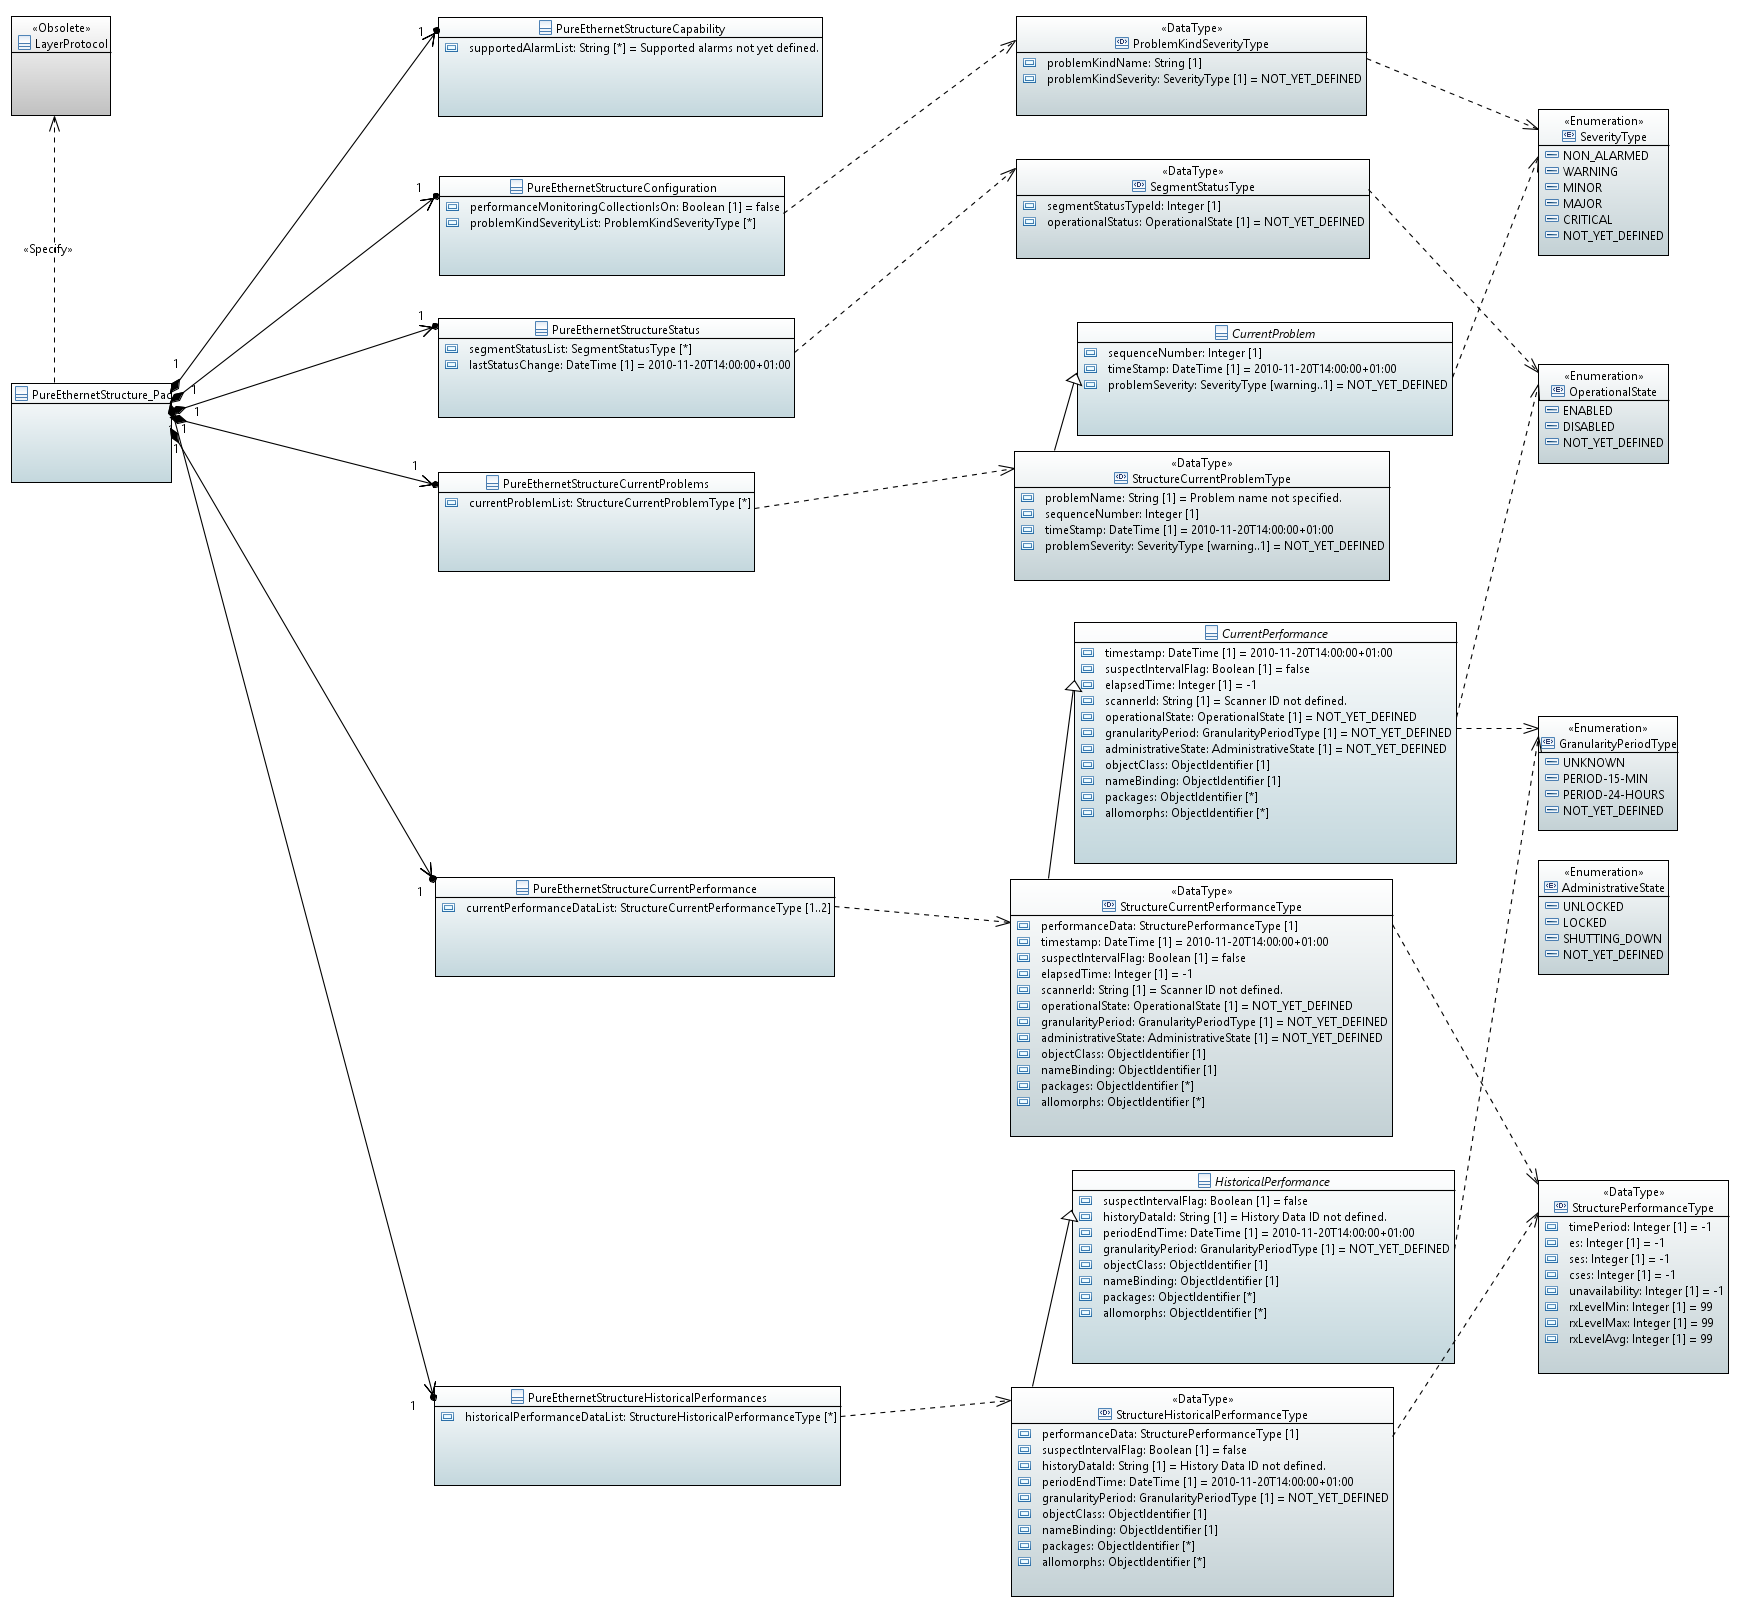 «Obsolete»
LayerProtocol
«Specify»
PureEthernetStructure_Pac
1
1
1
1
1
1
PureEthernetStructureCapability
supportedAlarmList: String [*] = Supported alarms not yet defined.
1
PureEthernetStructureConfiguration
performanceMonitoringCollectionIsOn: Boolean [1] = false
problemKindSeverityList: ProblemKindSeverityType [*]
1
PureEthernetStructureStatus
segmentStatusList: SegmentStatusType [*]
lastStatusChange: DateTime [1] = 2010-11-20T14:00:00+01:00
1
PureEthernetStructureCurrentProblems
currentProblemList: StructureCurrentProblemType [*]
1
PureEthernetStructureCurrentPerformance
currentPerformanceDataList: StructureCurrentPerformanceType [1..2]
1
PureEthernetStructureHistoricalPerformances
historicalPerformanceDataList: StructureHistoricalPerformanceType [*]
«DataType»
ProblemKindSeverityType
problemKindName: String [1]
problemKindSeverity: SeverityType [1] = NOT_YET_DEFINED
«DataType»
SegmentStatusType
segmentStatusTypeId: Integer [1]
operationalStatus: OperationalState [1] = NOT_YET_DEFINED
CurrentProblem
sequenceNumber: Integer [1]
timeStamp: DateTime [1] = 2010-11-20T14:00:00+01:00
problemSeverity: SeverityType [warning..1] = NOT_YET_DEFINED
«DataType»
StructureCurrentProblemType
problemName: String [1] = Problem name not specified.
sequenceNumber: Integer [1]
timeStamp: DateTime [1] = 2010-11-20T14:00:00+01:00
problemSeverity: SeverityType [warning..1] = NOT_YET_DEFINED
CurrentPerformance
timestamp: DateTime [1] = 2010-11-20T14:00:00+01:00
suspectIntervalFlag: Boolean [1] = false
elapsedTime: Integer [1] = -1
scannerId: String [1] = Scanner ID not defined.
operationalState: OperationalState [1] = NOT_YET_DEFINED
granularityPeriod: GranularityPeriodType [1] = NOT_YET_DEFINED
administrativeState: AdministrativeState [1] = NOT_YET_DEFINED
objectClass: ObjectIdentifier [1]
nameBinding: ObjectIdentifier [1]
packages: ObjectIdentifier [*]
allomorphs: ObjectIdentifier [*]
«DataType»
StructureCurrentPerformanceType
performanceData: StructurePerformanceType [1]
timestamp: DateTime [1] = 2010-11-20T14:00:00+01:00
suspectIntervalFlag: Boolean [1] = false
elapsedTime: Integer [1] = -1
scannerId: String [1] = Scanner ID not defined.
operationalState: OperationalState [1] = NOT_YET_DEFINED
granularityPeriod: GranularityPeriodType [1] = NOT_YET_DEFINED
administrativeState: AdministrativeState [1] = NOT_YET_DEFINED
objectClass: ObjectIdentifier [1]
nameBinding: ObjectIdentifier [1]
packages: ObjectIdentifier [*]
allomorphs: ObjectIdentifier [*]
HistoricalPerformance
suspectIntervalFlag: Boolean [1] = false
historyDataId: String [1] = History Data ID not defined.
periodEndTime: DateTime [1] = 2010-11-20T14:00:00+01:00
granularityPeriod: GranularityPeriodType [1] = NOT_YET_DEFINED
objectClass: ObjectIdentifier [1]
nameBinding: ObjectIdentifier [1]
packages: ObjectIdentifier [*]
allomorphs: ObjectIdentifier [*]
«DataType»
StructureHistoricalPerformanceType
performanceData: StructurePerformanceType [1]
suspectIntervalFlag: Boolean [1] = false
historyDataId: String [1] = History Data ID not defined.
periodEndTime: DateTime [1] = 2010-11-20T14:00:00+01:00
granularityPeriod: GranularityPeriodType [1] = NOT_YET_DEFINED
objectClass: ObjectIdentifier [1]
nameBinding: ObjectIdentifier [1]
packages: ObjectIdentifier [*]
allomorphs: ObjectIdentifier [*]
«Enumeration»
SeverityType
NON_ALARMED
WARNING
MINOR
MAJOR
CRITICAL
NOT_YET_DEFINED
«Enumeration»
OperationalState
ENABLED
DISABLED
NOT_YET_DEFINED
«Enumeration»
GranularityPeriodType
UNKNOWN
PERIOD-15-MIN
PERIOD-24-HOURS
NOT_YET_DEFINED
«Enumeration»
AdministrativeState
UNLOCKED
LOCKED
SHUTTING_DOWN
NOT_YET_DEFINED
«DataType»
StructurePerformanceType
timePeriod: Integer [1] = -1
es: Integer [1] = -1
ses: Integer [1] = -1
cses: Integer [1] = -1
unavailability: Integer [1] = -1
rxLevelMin: Integer [1] = 99
rxLevelMax: Integer [1] = 99
rxLevelAvg: Integer [1] = 99